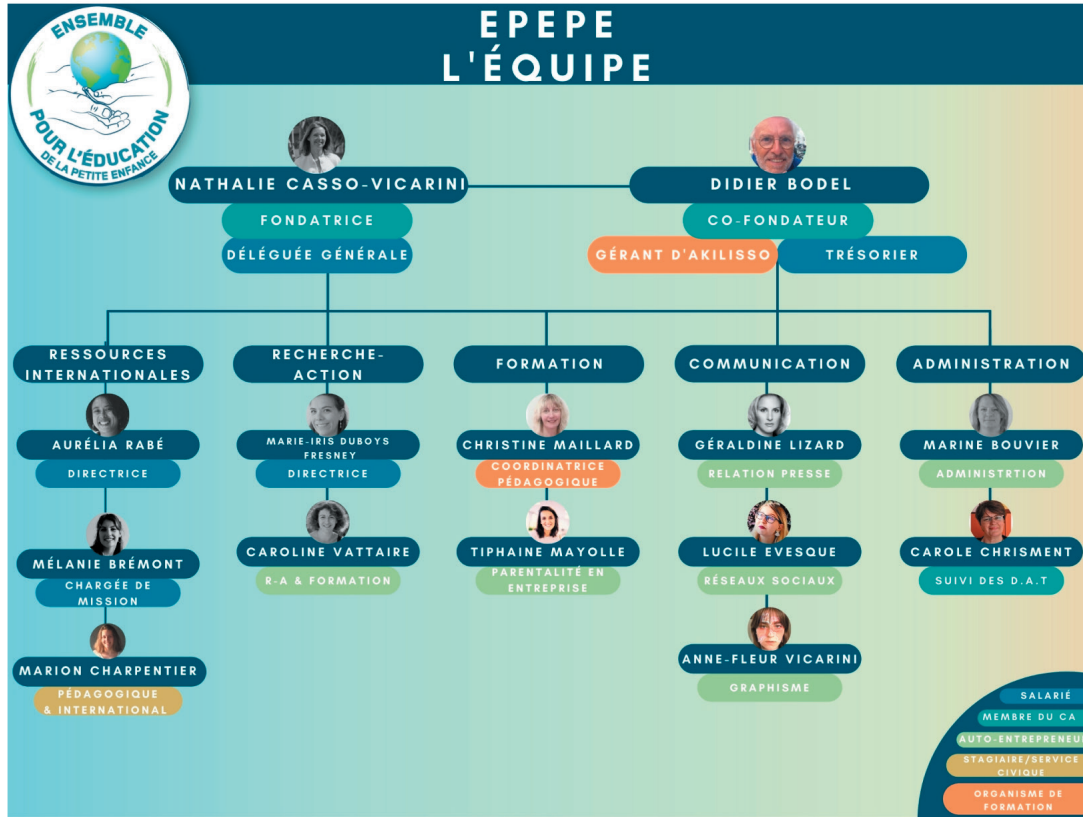 ENSEMBLE
POUR L'ÉDUCATION
DE LA PETITE ENFANCE
EPEPE
L'ÉQUIPE
NATHALIE CASSO-VICARINI
DIDIER BODEL
FONDATRICE
CO-FONDATEUR
DÉLÉGUÉE GÉNÉRALE
GÉRANT D'AKILISSO
TRÉSORIER
RESSOURCES
INTERNATIONALES
RECHERCHE-
ACTION
FORMATION
COMMUNICATION
ADMINISTRATION
AURÉLIA RABÉ
DIRECTRICE
MÉLANIE BRÉMONT
CHARGÉE DE
MISSION
MARION CHARPENTIER
PÉDAGOGIQUE
& INTERNATIONAL
MARIE-IRIS DUBOYS
FRESNEY
DIRECTRICE
CAROLINE VATTAIRE
R-A & FORMATION
CHRISTINE MAILLARD
COORDINATRICE
PÉDAGOGIQUE
TIPHAINE MAYOLLE
PARENTALITÉ EN
ENTREPRISE
GÉRALDINE LIZARD
RELATION PRESSE
LUCILE EVESQUE
RÉSEAUX SOCIAUX
ANNE-FLEUR VICARINI
GRAPHISME
MARINE BOUVIER
ADMINISTRTION
CAROLE CHRISMENT
SUIVI DES D.A.T
SALARIÉ
MEMBRE DU CA
AUTO-ENTREPRENEUR
STAGIAIRE/SERVICE
CIVIQUE
ORGANISME DE
FORMATION